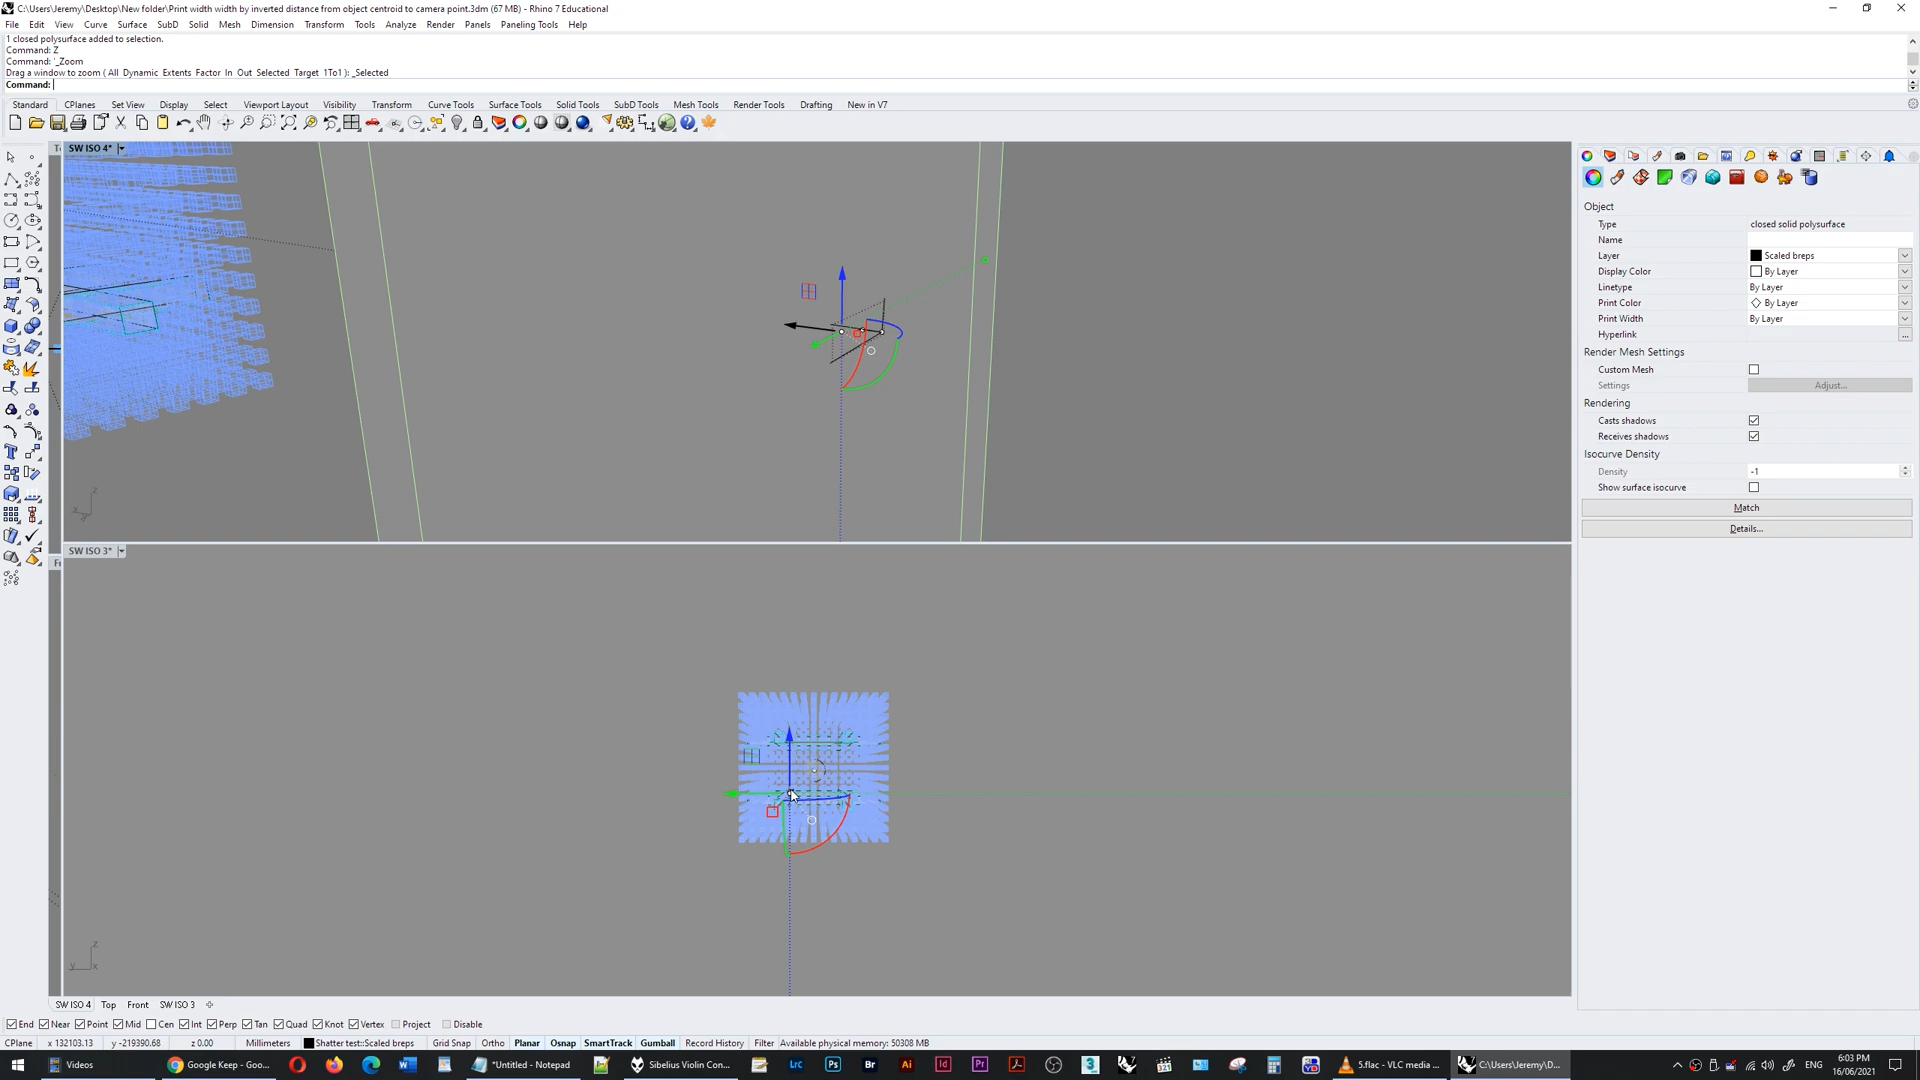 C:\Users\Jeremy\Desktop\New folder\Print width width by inverted distance from object centroid to camera point.3dm (67 MB) - Rhino 7 Educational
File Edit View Curve Surface SubD Solid Mesh Dimension Transform Tools Analyze Render Panels Paneling Tools Help
1 closed polysurface added to selection.
Command: Z
Command: '_Zoom
Drag a window to zoom ( All Dynamic Extents Factor In Out Selected Target 1To1 ): _Selected
Command:
Standard CPlanes Set View Display Select Viewport Layout Visibility Transform Curve Tools Surface Tools Solid Tools SubD Tools Mesh Tools Render Tools Drafting New in V7
SW ISO 4*
Object
Type closed solid polysurface
Name
Layer Scaled breps
Display Color By Layer
Linetype By Layer
Print Color By Layer
Print Width By Layer
Hyperlink ...
Render Mesh Settings
Custom Mesh
Settings Adjust...
Rendering
Casts shadows
Receives shadows
Isocurve Density
Density -1
Show surface isocurve
Match
Details...
z
x y
SW ISO 3*
z
y x
SW ISO 4 Top Front SW ISO 3
End Near Point Mid Cen Int Perp Tan Quad Knot Vertex Project Disable
CPlane x 132103.13 y -219390.68 z 0.00 Millimeters Shatter test::Scaled breps Grid Snap Ortho Planar Osnap SmartTrack Gumball Record History Filter Available physical memory: 50308 MB
Videos Google Keep - Goo... *Untitled - Notepad Sibelius Violin Con... Lrc Ps Br Ai Id Pr 5.flac - VLC media ... C:\Users\Jeremy\D... ENG 6:03 PM
16/06/2021